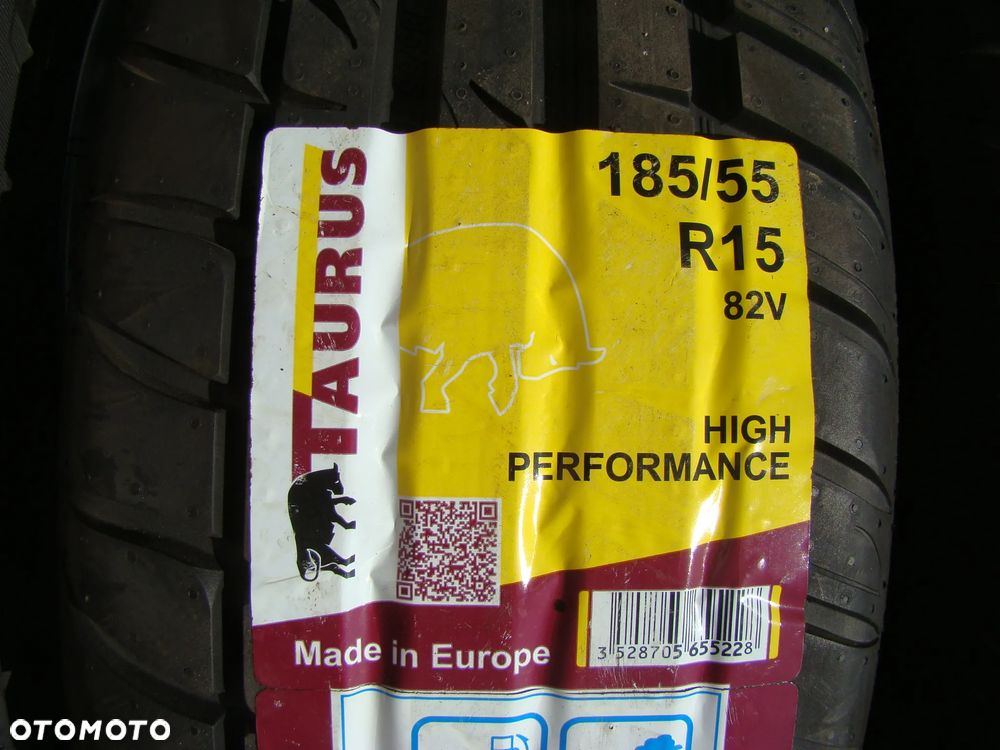 TAURUS
185/55
R15
82V
HIGH
PERFORMANCE
Made in Europe
3 528705 655228
OTOMOTO